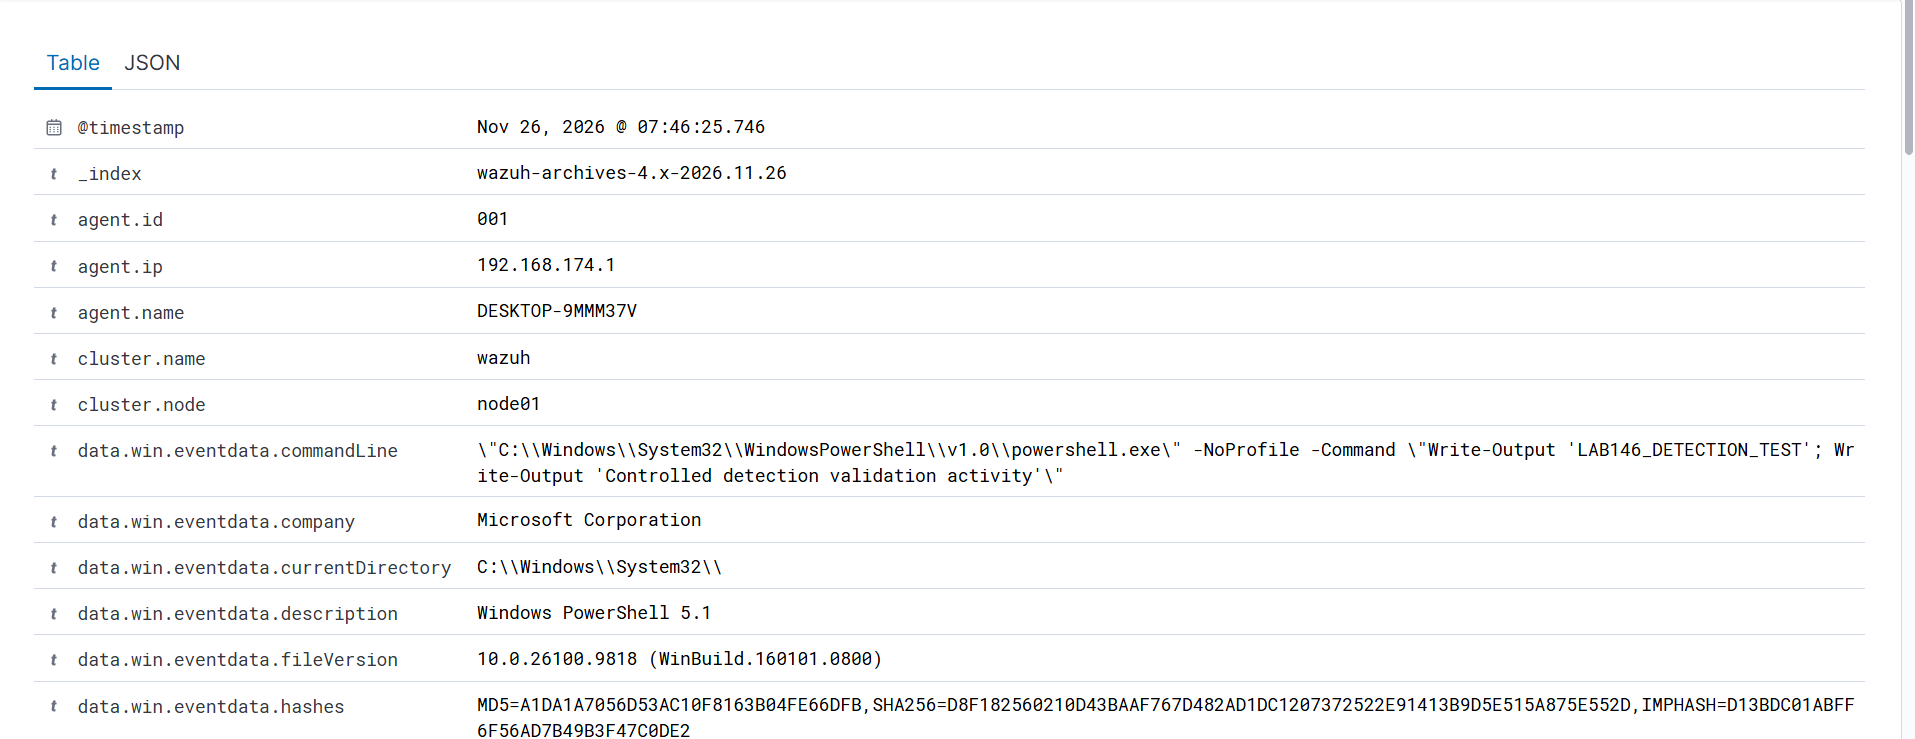 Table JSON
@timestamp Nov 26, 2026 @ 07:46:25.746
t _index wazuh-archives-4.x-2026.11.26
t agent.id 001
t agent.ip 192.168.174.1
t agent.name DESKTOP-9MMM37V
t cluster.name wazuh
t cluster.node node01
t data.win.eventdata.commandLine \"C:\\Windows\\System32\\WindowsPowerShell\\v1.0\\powershell.exe\" -NoProfile -Command \"Write-Output 'LAB146_DETECTION_TEST'; Wr
ite-Output 'Controlled detection validation activity'\"
t data.win.eventdata.company Microsoft Corporation
t data.win.eventdata.currentDirectory C:\\Windows\\System32\\
t data.win.eventdata.description Windows PowerShell 5.1
t data.win.eventdata.fileVersion 10.0.26100.9818 (WinBuild.160101.0800)
t data.win.eventdata.hashes MD5=A1DA1A7056D53AC10F8163B04FE66DFB,SHA256=D8F182560210D43BAAF767D482AD1DC1207372522E91413B9D5E515A875E552D,IMPHASH=D13BDC01ABFF
6F56AD7B49B3F47C0DE2